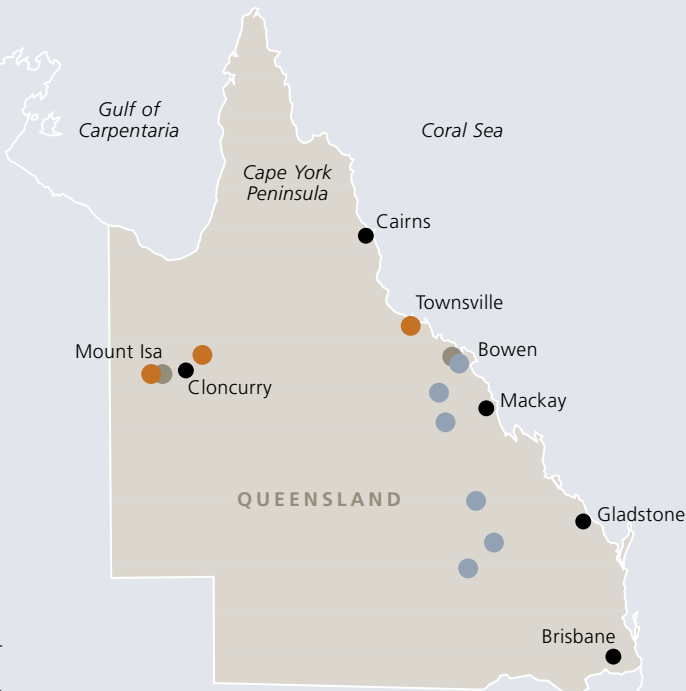 Gulf of
Carpentaria
Coral Sea
Cape York
Peninsula
Cairns
Townsville
Mount Isa
Bowen
Cloncurry
Mackay
QUEENSLAND
Gladstone
Brisbane